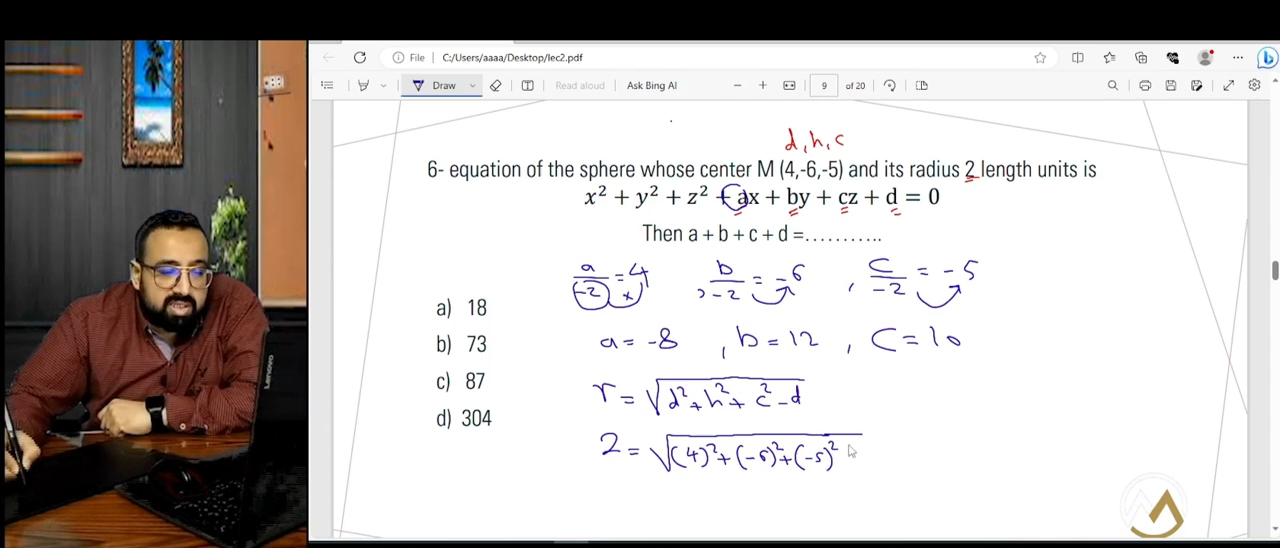 File C:/Users/aaaa/Desktop/lec2.pdf
Draw Read aloud Ask Bing AI 9 of 20
d, h, c
6- equation of the sphere whose center M (4,-6,-5) and its radius 2 length units is
x² + y² + z² + ax + by + cz + d = 0
Then a + b + c + d =...........
a/-2 = 4 , b/-2 = -6 , c/-2 = -5
a) 18
b) 73
c) 87
d) 304
a = -8 , b = 12 , c = 10
r = √d² + h² + c² - d
2 = √(4)² + (-6)² + (-5)²
Lenovo